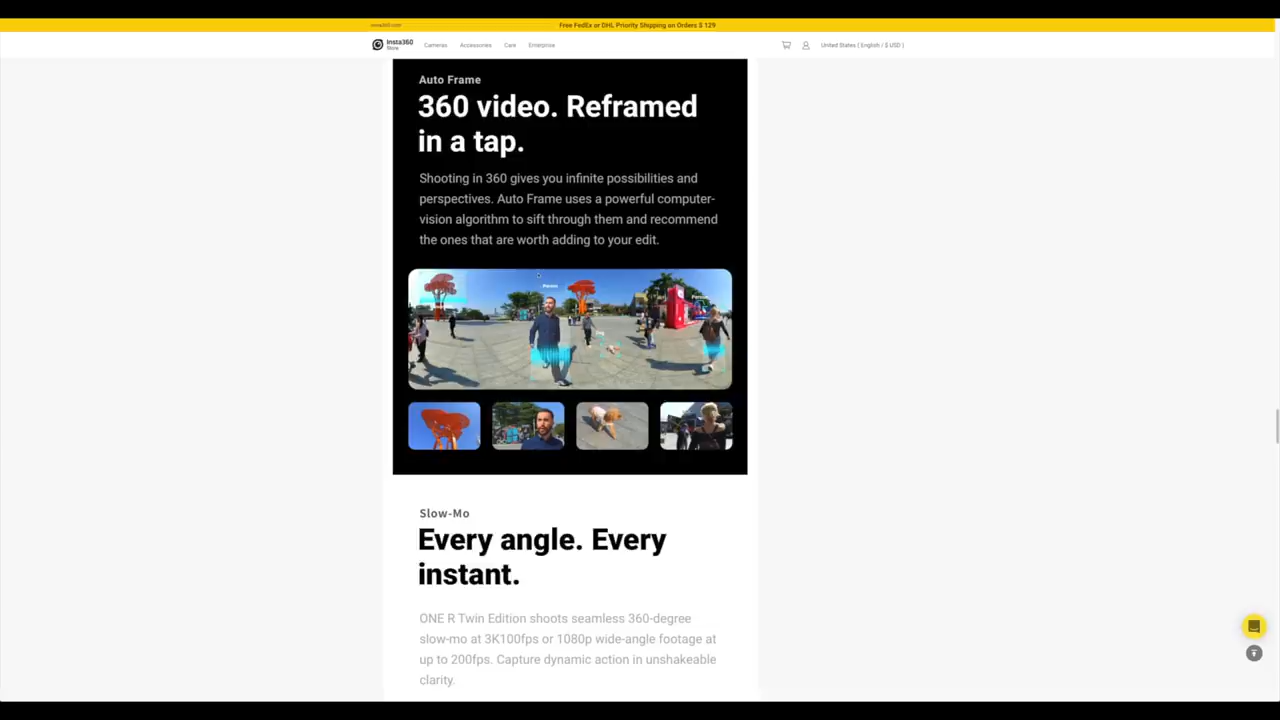 Free FedEx or DHL Priority Shipping on Orders $ 129
Insta360
Store
Cameras
Accessories
Care
Enterprise
United States ( English / $ USD )
Auto Frame
360 video. Reframed
in a tap.
Shooting in 360 gives you infinite possibilities and
perspectives. Auto Frame uses a powerful computer-
vision algorithm to sift through them and recommend
the ones that are worth adding to your edit.
Person
Person
Slow-Mo
Every angle. Every
instant.
ONE R Twin Edition shoots seamless 360-degree
slow-mo at 3K100fps or 1080p wide-angle footage at
up to 200fps. Capture dynamic action in unshakeable
clarity.